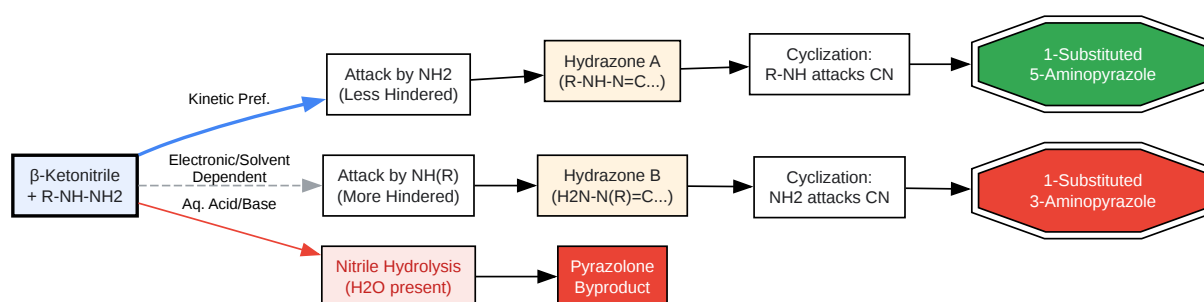 β-Ketonitrile
+ R-NH-NH2
Kinetic Pref.
Electronic/Solvent
Dependent
Aq. Acid/Base
Attack by NH2
(Less Hindered)
Hydrazone A
(R-NH-N=C...)
Cyclization:
R-NH attacks CN
1-Substituted
5-Aminopyrazole
Attack by NH(R)
(More Hindered)
Hydrazone B
(H2N-N(R)=C...)
Cyclization:
NH2 attacks CN
1-Substituted
3-Aminopyrazole
Nitrile Hydrolysis
(H2O present)
Pyrazolone
Byproduct